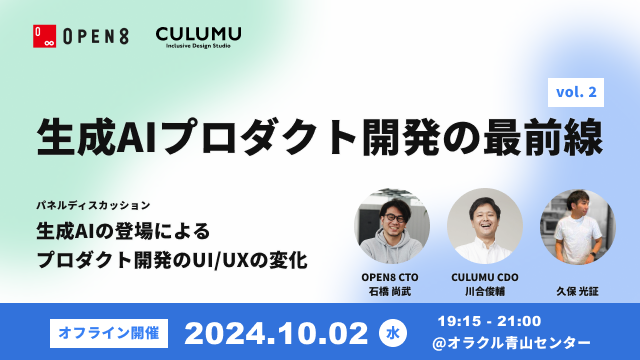 OPEN8
CULUMU
Inclusive Design Studio
vol. 2
生成AIプロダクト開発の最前線
パネルディスカッション
生成AIの登場による
プロダクト開発のUI/UXの変化
OPEN8 CTO
石橋 尚武
CULUMU CDO
川合俊輔
久保 光証
オフライン開催
2024.10.02 水
19:15 - 21:00
@オラクル青山センター